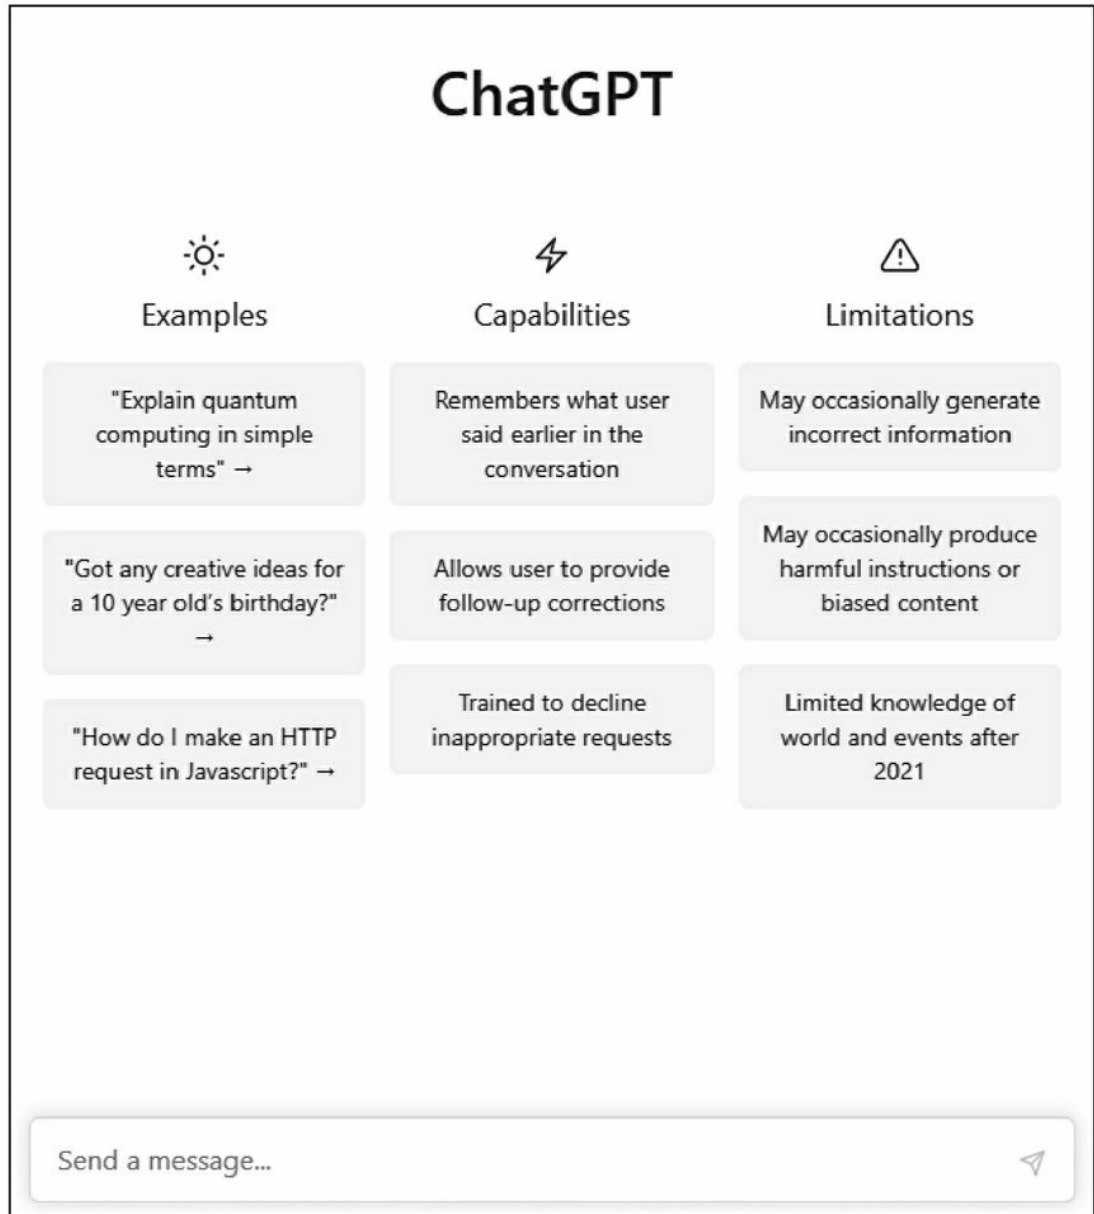 ChatGPT
Examples
"Explain quantum
computing in simple
terms" →
"Got any creative ideas for
a 10 year old's birthday?"
→
"How do I make an HTTP
request in Javascript?" →
Capabilities
Remembers what user
said earlier in the
conversation
Allows user to provide
follow-up corrections
Trained to decline
inappropriate requests
Limitations
May occasionally generate
incorrect information
May occasionally produce
harmful instructions or
biased content
Limited knowledge of
world and events after
2021
Send a message...